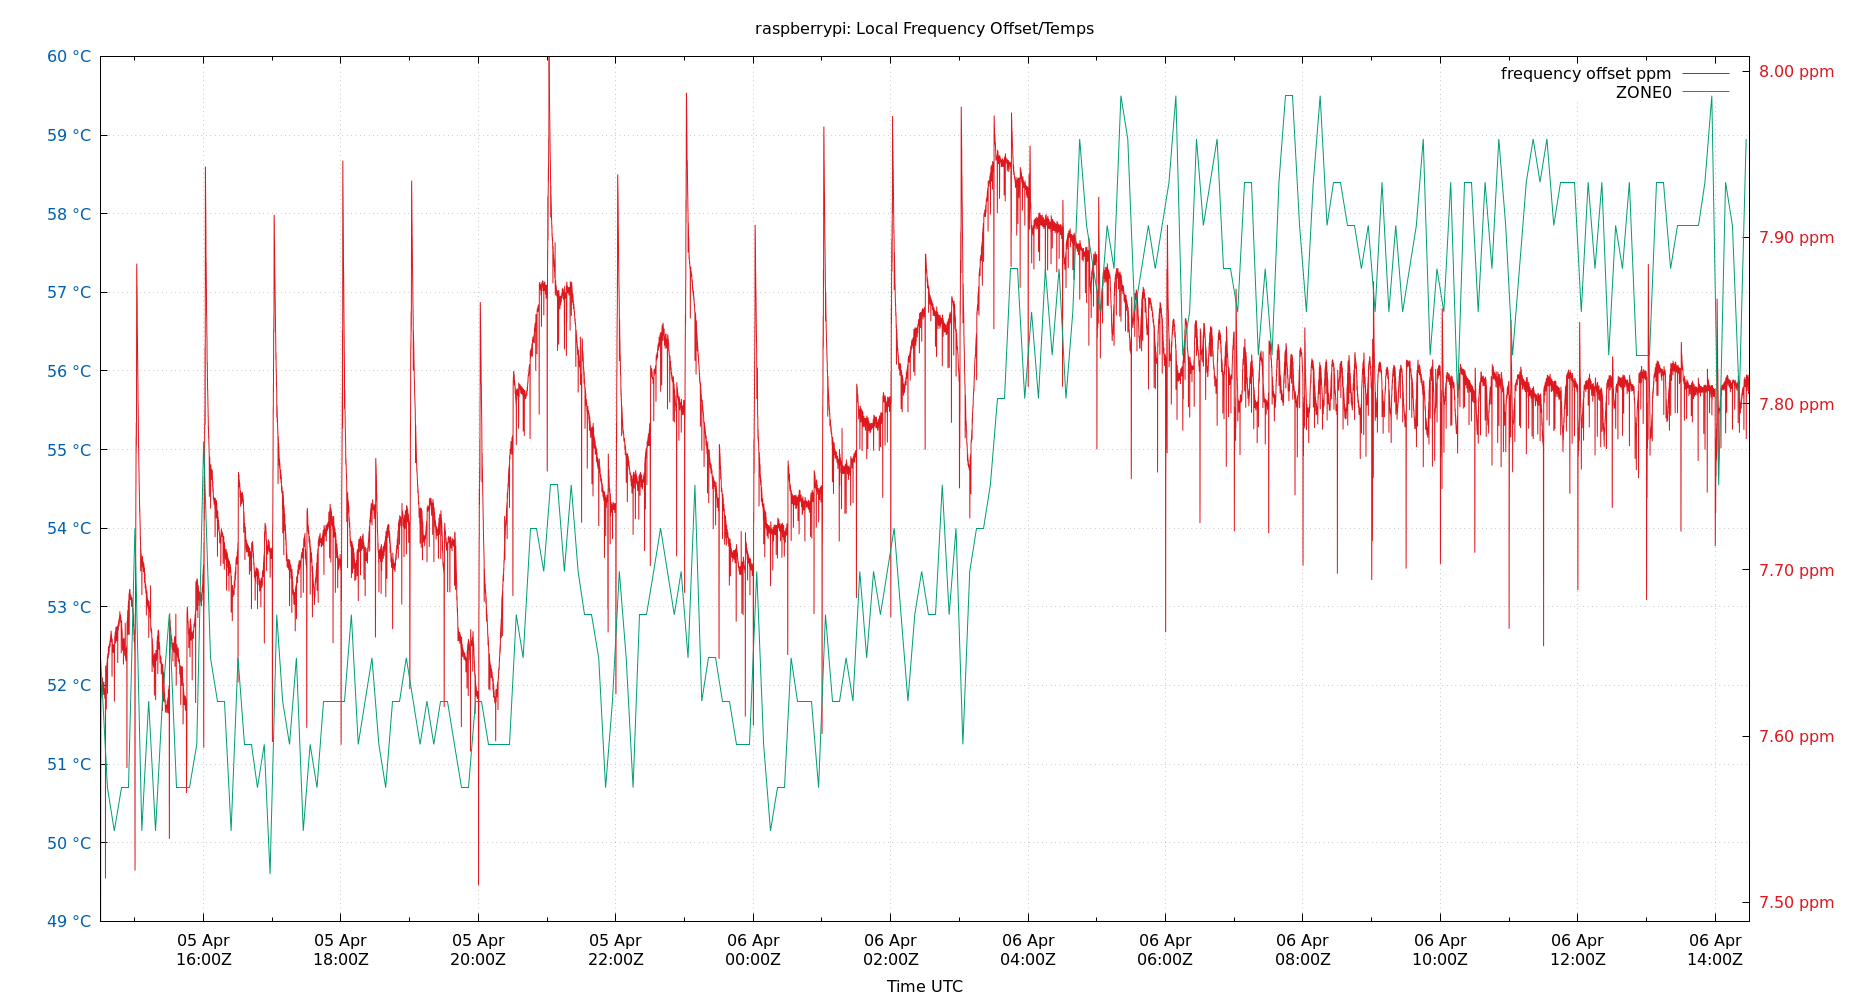 raspberrypi: Local Frequency Offset/Temps
60 °C
59 °C
58 °C
57 °C
56 °C
55 °C
54 °C
53 °C
52 °C
51 °C
50 °C
49 °C
frequency offset ppm
ZONE0
8.00 ppm
7.90 ppm
7.80 ppm
7.70 ppm
7.60 ppm
7.50 ppm
05 Apr 05 Apr 05 Apr 05 Apr 06 Apr 06 Apr 06 Apr 06 Apr 06 Apr 06 Apr 06 Apr 06 Apr
16:00Z 18:00Z 20:00Z 22:00Z 00:00Z 02:00Z 04:00Z 06:00Z 08:00Z 10:00Z 12:00Z 14:00Z
Time UTC